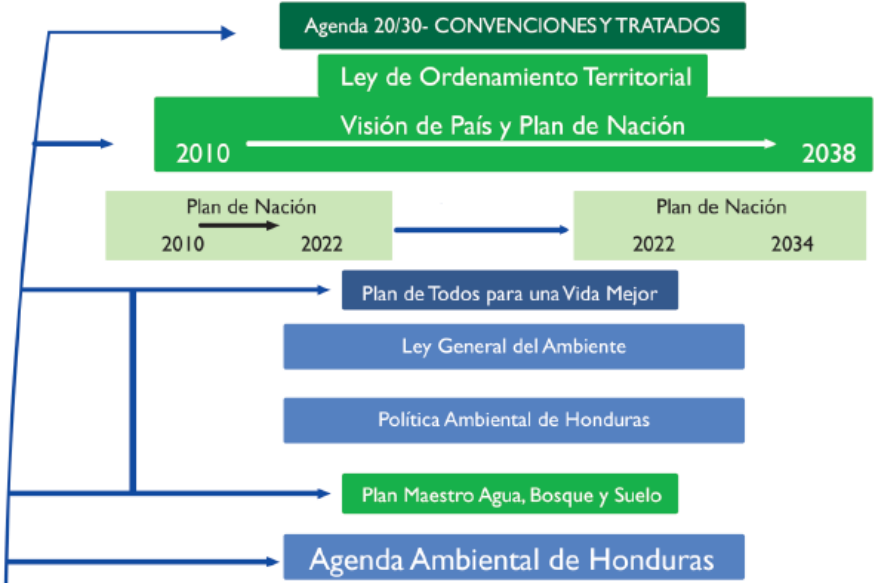 Agenda 20/30- CONVENCIONES Y TRATADOS
Ley de Ordenamiento Territorial
Visión de País y Plan de Nación
2010 2038
Plan de Nación
2010 2022
Plan de Nación
2022 2034
Plan de Todos para una Vida Mejor
Ley General del Ambiente
Política Ambiental de Honduras
Plan Maestro Agua, Bosque y Suelo
Agenda Ambiental de Honduras